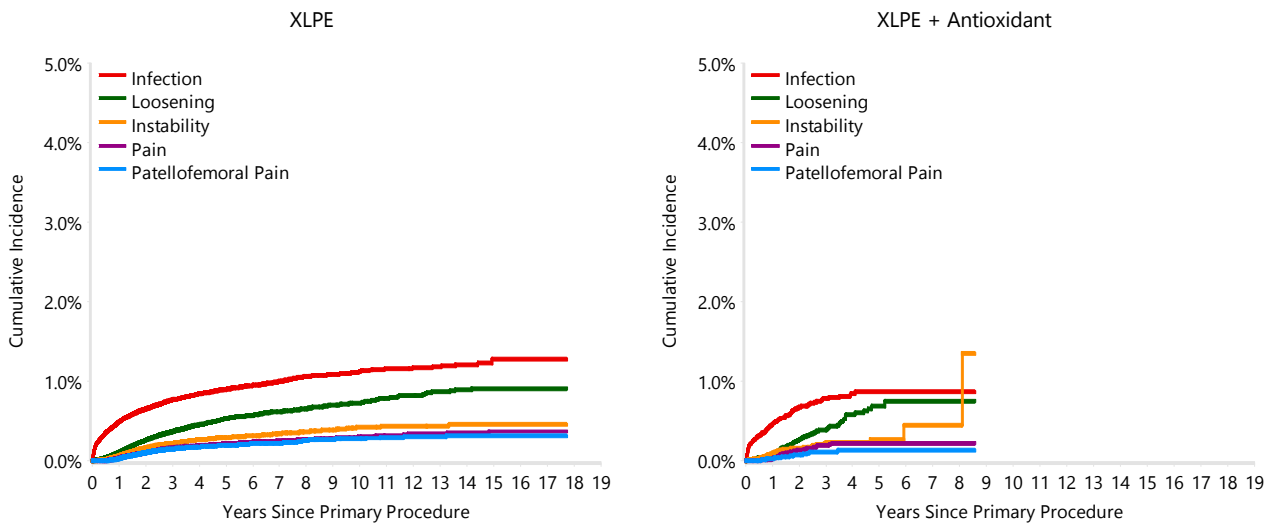 XLPE
5.0%
4.0%
3.0%
2.0%
1.0%
0.0%
Cumulative Incidence
Infection
Loosening
Instability
Pain
Patellofemoral Pain
0 1 2 3 4 5 6 7 8 9 10 11 12 13 14 15 16 17 18 19
Years Since Primary Procedure
XLPE + Antioxidant
5.0%
4.0%
3.0%
2.0%
1.0%
0.0%
Cumulative Incidence
Infection
Loosening
Instability
Pain
Patellofemoral Pain
0 1 2 3 4 5 6 7 8 9 10 11 12 13 14 15 16 17 18 19
Years Since Primary Procedure